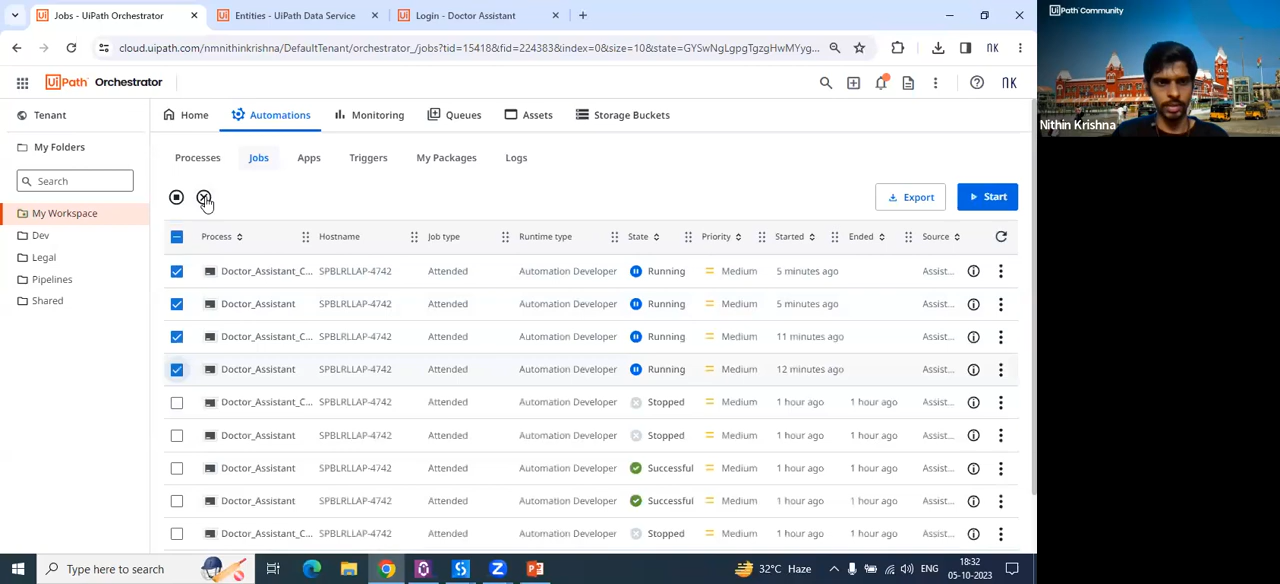 Jobs - UiPath Orchestrator
Entities - UiPath Data Serv
Login - Doctor Assistant
cloud.uipath.com/nmnithinkrishna/DefaultTenant/orchestrator_/jobs?tid=15418&fid=224383&index=0&size=10&state=GYSwNgLgpgTgzgHwMYyg...
NK
UiPath Orchestrator
NK
Tenant
Home
Automations
Assets
Storage Buckets
My Folders
Processes
Jobs
Apps
Triggers
My Packages
Logs
Search
Export
Start
My Workspace
Dev
Legal
Pipelines
Shared
Process Hostname Job type Runtime type State Priority Started Ended Source
Doctor_Assistant_C... SPBLRLLAP-4742 Attended Automation Developer Running Medium 5 minutes ago Assist...
Doctor_Assistant SPBLRLLAP-4742 Attended Automation Developer Running Medium 5 minutes ago Assist...
Doctor_Assistant_C... SPBLRLLAP-4742 Attended Automation Developer Running Medium 11 minutes ago Assist...
Doctor_Assistant SPBLRLLAP-4742 Attended Automation Developer Running Medium 12 minutes ago Assist...
Doctor_Assistant_C... SPBLRLLAP-4742 Attended Automation Developer Stopped Medium 1 hour ago 1 hour ago Assist...
Doctor_Assistant SPBLRLLAP-4742 Attended Automation Developer Stopped Medium 1 hour ago 1 hour ago Assist...
Doctor_Assistant SPBLRLLAP-4742 Attended Automation Developer Successful Medium 1 hour ago 1 hour ago Assist...
Doctor_Assistant SPBLRLLAP-4742 Attended Automation Developer Successful Medium 1 hour ago 1 hour ago Assist...
Doctor_Assistant SPBLRLLAP-4742 Attended Automation Developer Stopped Medium 1 hour ago 1 hour ago Assist...
Type here to search
32°C Haze
ENG
18:32
05-10-2023
UiPath Community
Nithin Krishna